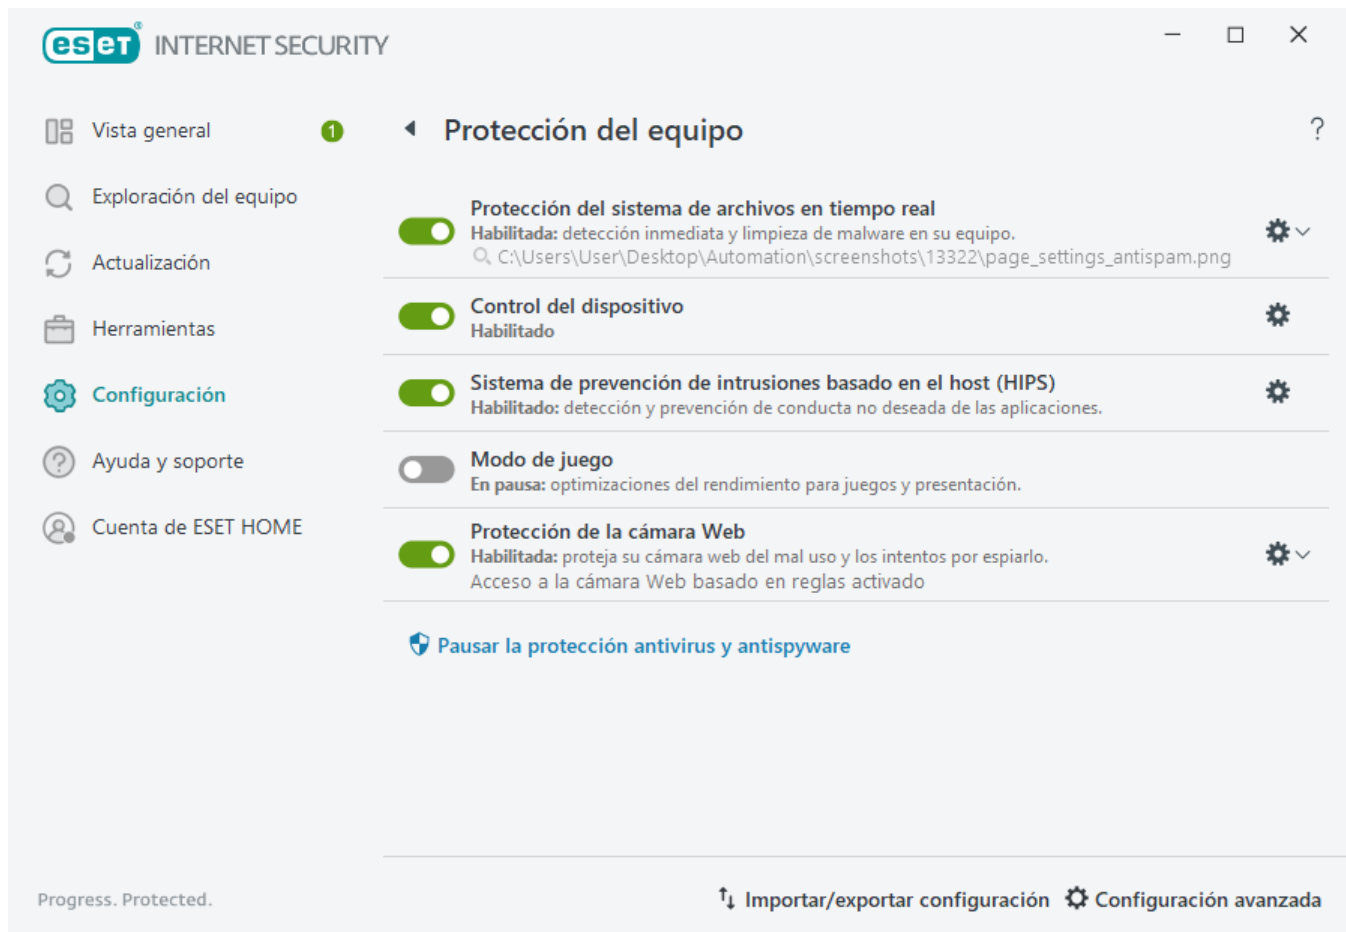 eset® INTERNET SECURITY
Vista general 1
Exploración del equipo
Actualización
Herramientas
Configuración
Ayuda y soporte
Cuenta de ESET HOME
Protección del equipo ?
Protección del sistema de archivos en tiempo real
Habilitada: detección inmediata y limpieza de malware en su equipo.
C:\Users\User\Desktop\Automation\screenshots\13322\page_settings_antispam.png
Control del dispositivo
Habilitado
Sistema de prevención de intrusiones basado en el host (HIPS)
Habilitado: detección y prevención de conducta no deseada de las aplicaciones.
Modo de juego
En pausa: optimizaciones del rendimiento para juegos y presentación.
Protección de la cámara Web
Habilitada: proteja su cámara web del mal uso y los intentos por espiarlo.
Acceso a la cámara Web basado en reglas activado
Pausar la protección antivirus y antispyware
Progress. Protected.
Importar/exportar configuración Configuración avanzada